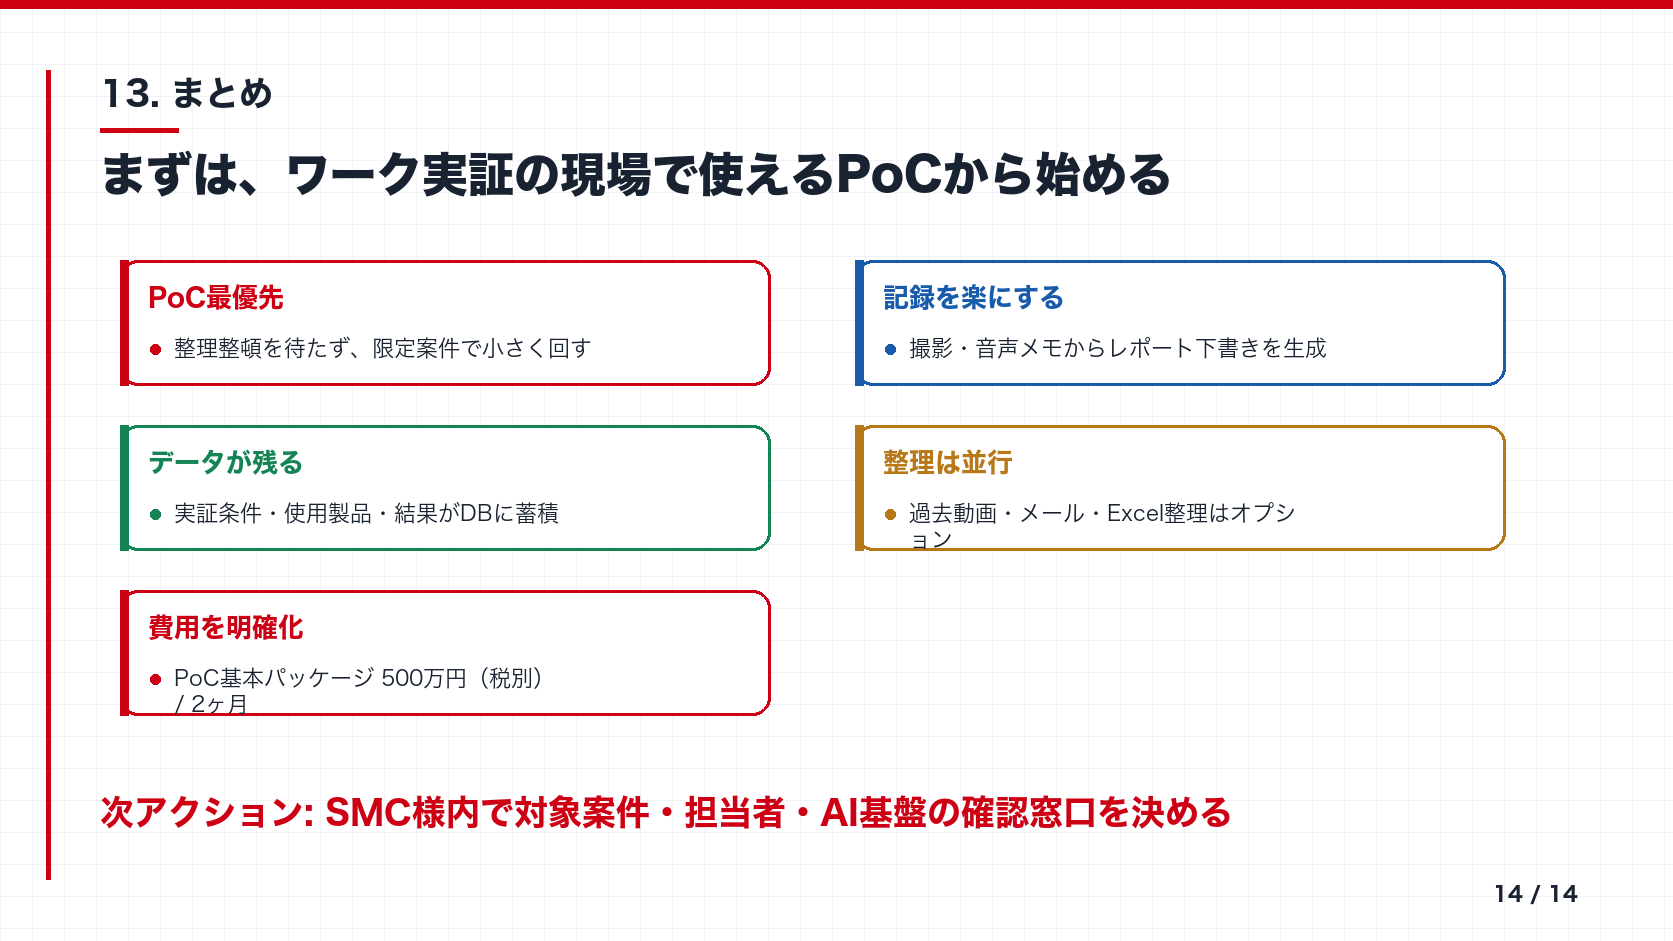 13. まとめ
まずは、ワーク実証の現場で使えるPoCから始める
PoC最優先
● 整理整頓を待たず、限定案件で小さく回す
記録を楽にする
● 撮影・音声メモからレポート下書きを生成
データが残る
● 実証条件・使用製品・結果がDBに蓄積
整理は並行
● 過去動画・メール・Excel整理はオプシ
ョン
費用を明確化
● PoC基本パッケージ 500万円（税別）
/ 2ヶ月
次アクション: SMC様内で対象案件・担当者・AI基盤の確認窓口を決める
14 / 14